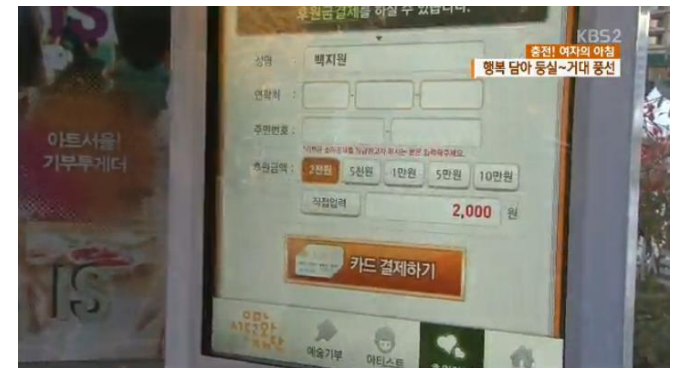 후원금결제를 하실 수 있습니다.
KBS2
충전! 여자의 아침
행복 담아 둥실~거대 풍선
성명 : 백지원
연락처 :
주민번호 :
후원금액 : 2천원 5천원 1만원 5만원 10만원
직접입력 2,000 원
카드 결제하기
아트서울!
기부투게더
IS
예술기부 아티스트